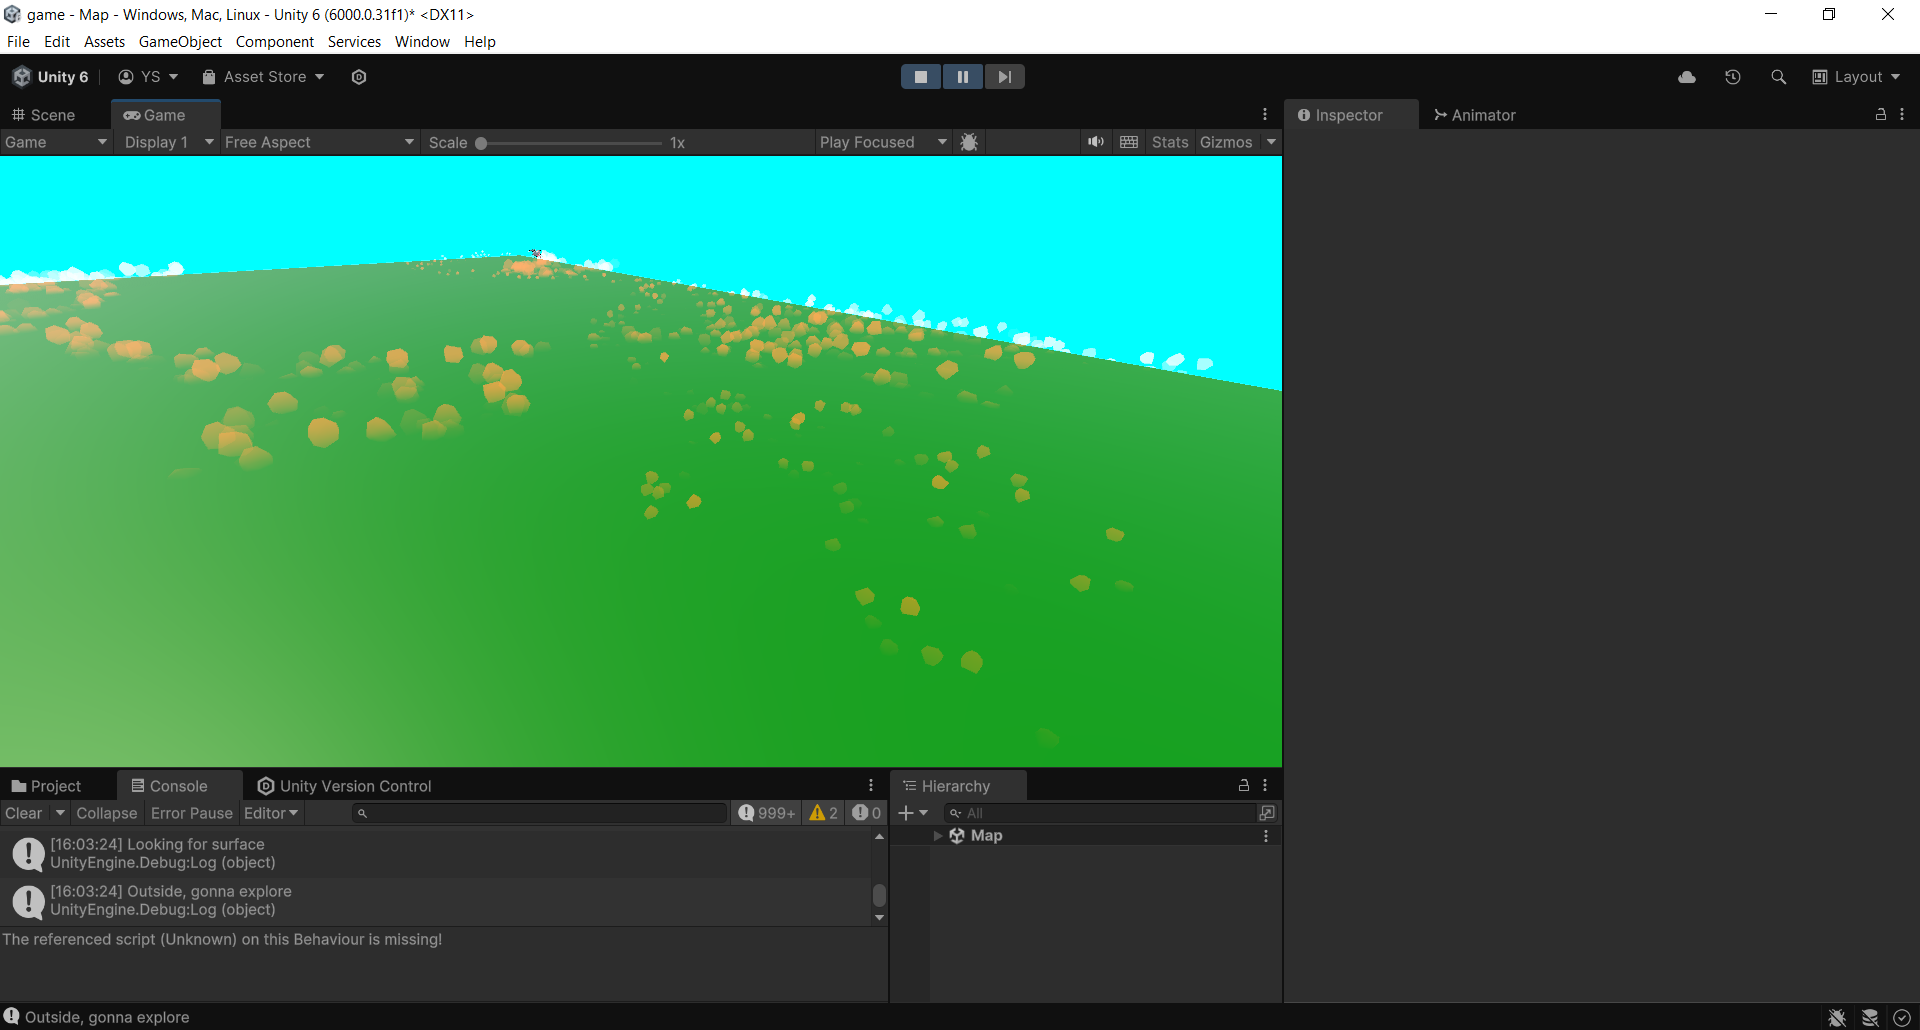 game - Map - Windows, Mac, Linux - Unity 6 (6000.0.31f1)* <DX11>
File Edit Assets GameObject Component Services Window Help
Unity 6 YS Asset Store Layout
Scene Game Inspector Animator
Game Display 1 Free Aspect Scale 1x Play Focused Stats Gizmos
Project Console Unity Version Control Hierarchy
Clear Collapse Error Pause Editor 999+ 2 0 All
Map
[16:03:24] Looking for surface
UnityEngine.Debug:Log (object)
[16:03:24] Outside, gonna explore
UnityEngine.Debug:Log (object)
The referenced script (Unknown) on this Behaviour is missing!
Outside, gonna explore